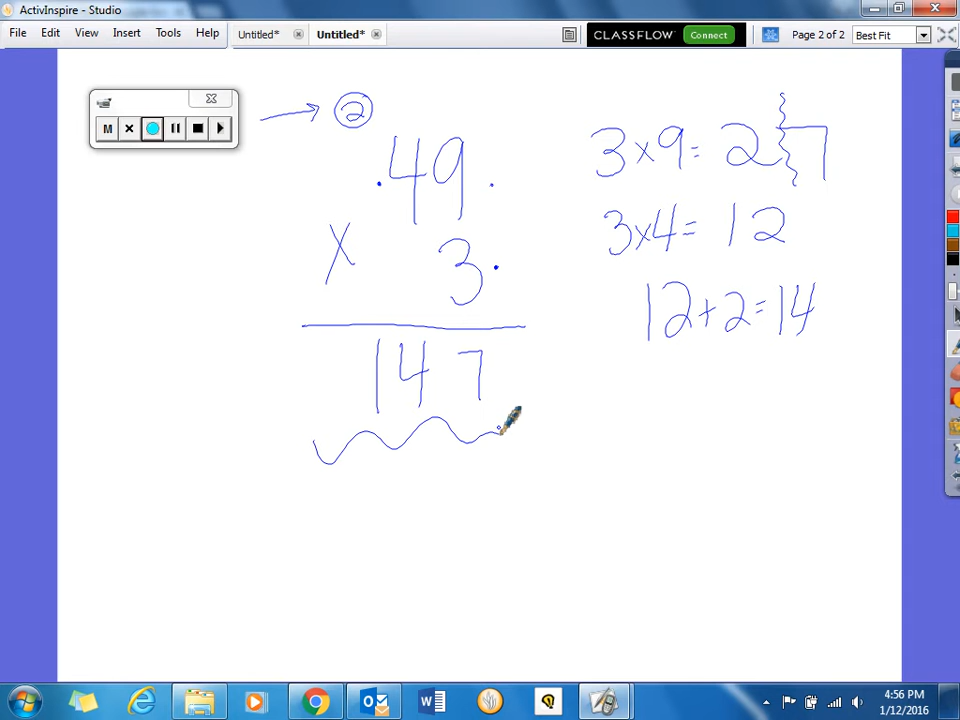 ActivInspire - Studio
File Edit View Insert Tools Help
Untitled* Untitled*
CLASSFLOW Connect
Page 2 of 2 Best Fit
M
2
49
x 3
147
3x9= 27
3x4= 12
12+2=14
4:56 PM
1/12/2016